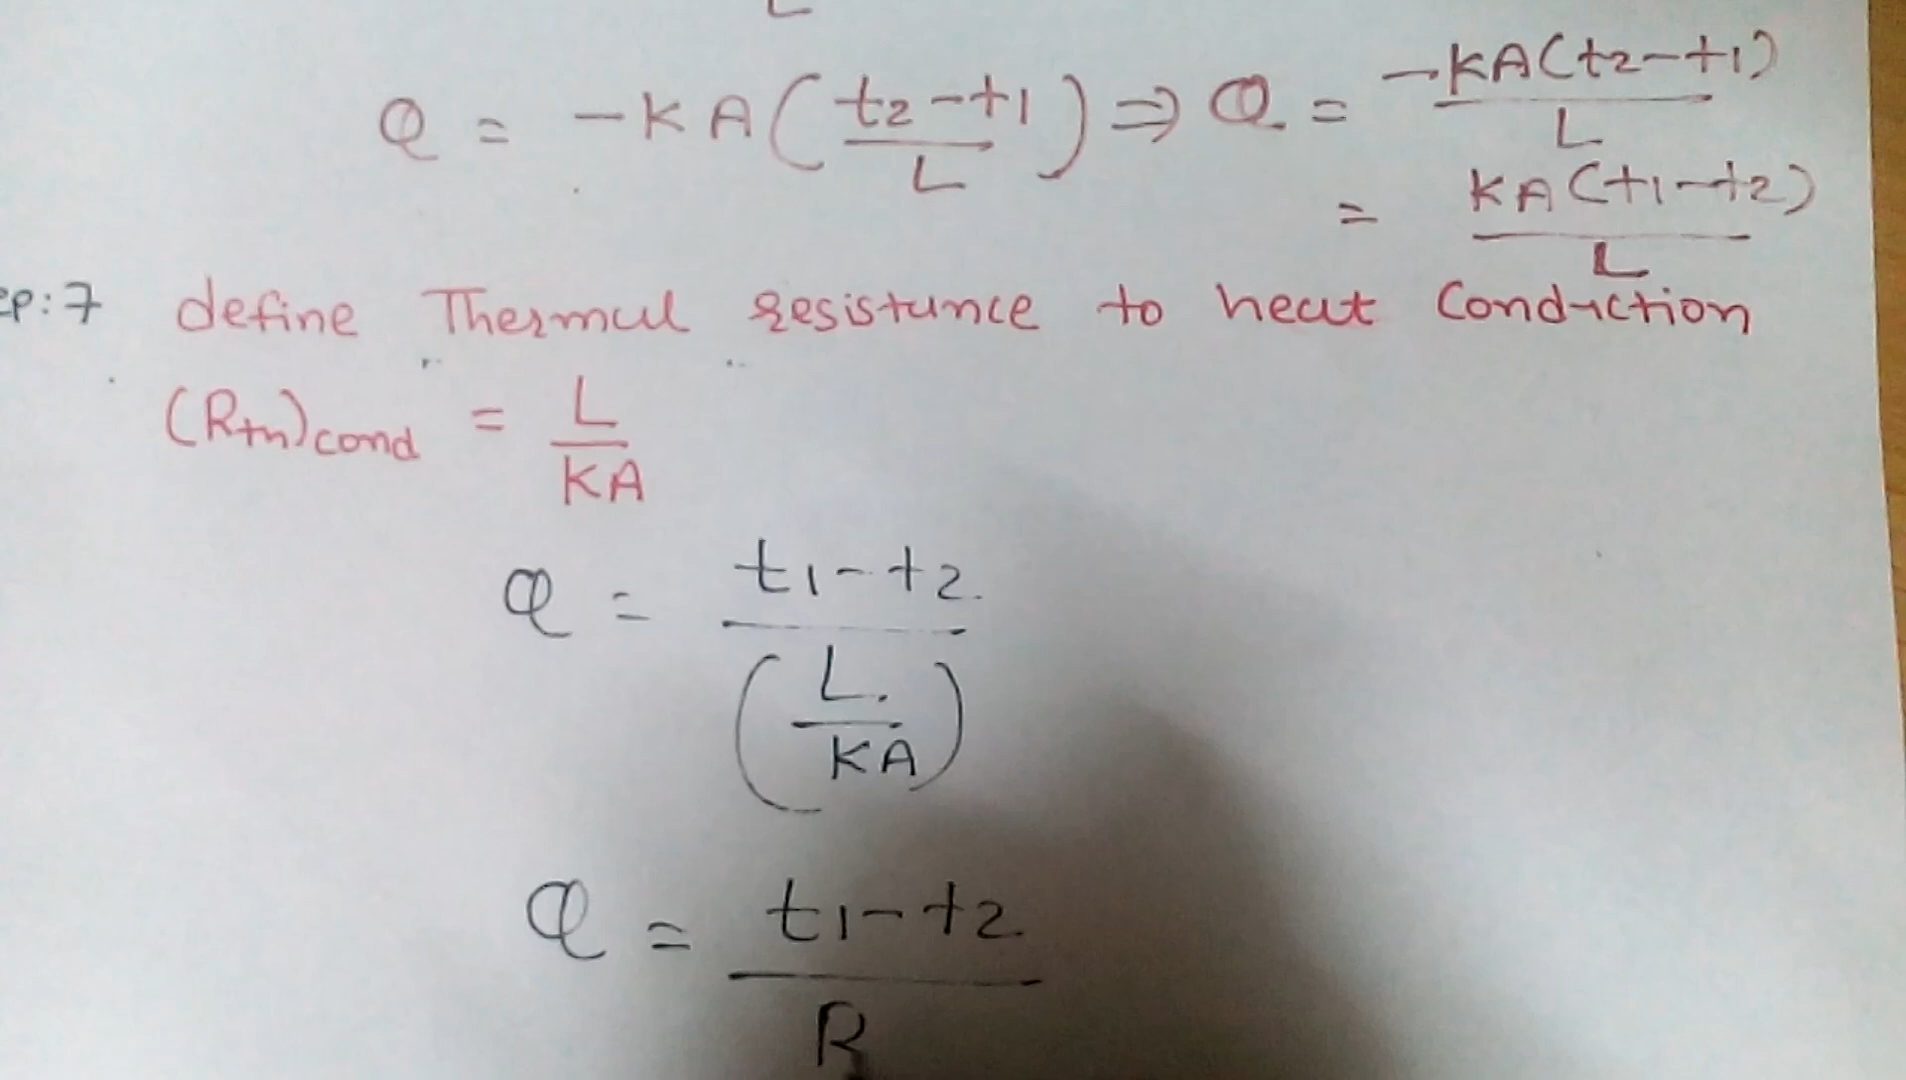 Q = -KA(t2-t1/L) ⇒ Q = -KA(t2-t1)/L
= KA(t1-t2)/L
ep:7 define Thermal resistance to heat Conduction
(Rth)cond = L/KA
Q = t1-t2/(L/KA)
Q = t1-t2/R